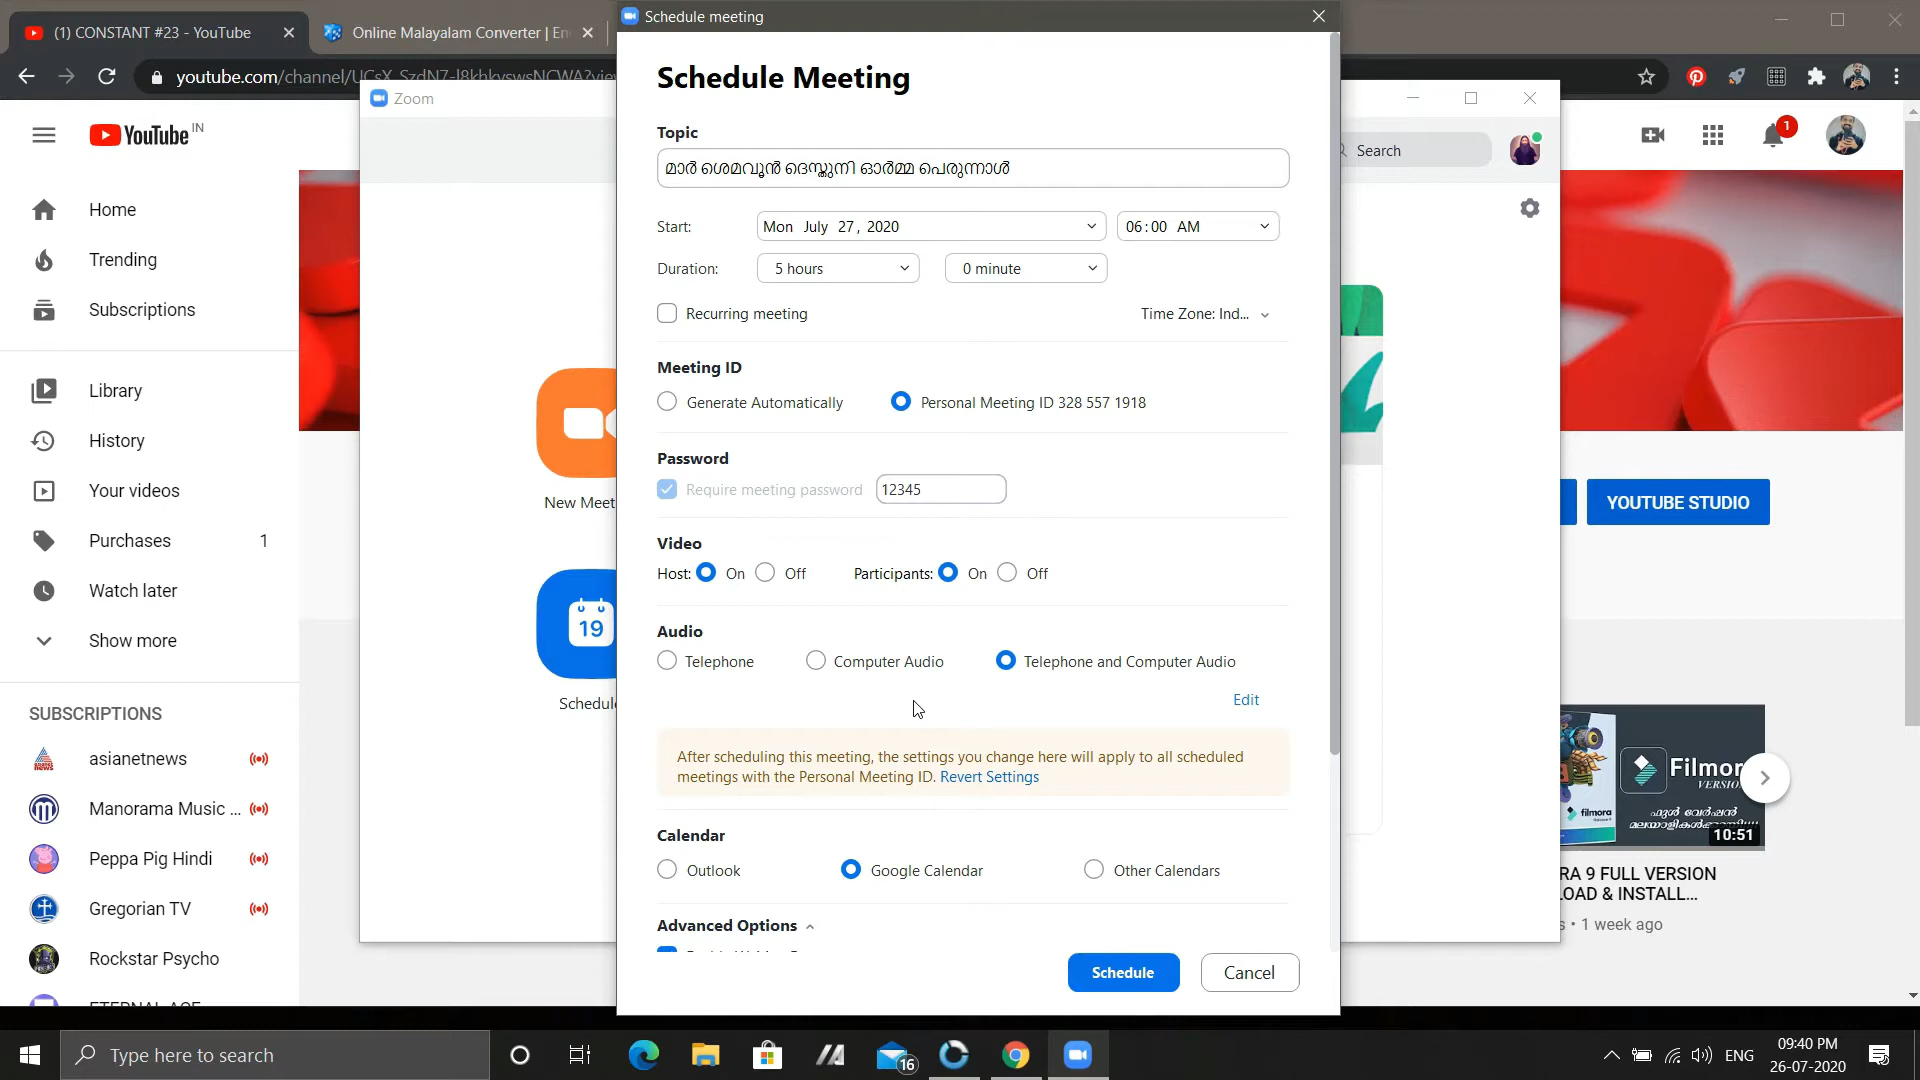 (1) CONSTANT #23 - YouTube
Online Malayalam Converter | En
Schedule meeting
youtube.com/channel/
Zoom
YouTube IN
1
Search
Home
Trending
Subscriptions
Library
History
Your videos
Purchases 1
Watch later
Show more
SUBSCRIPTIONS
asianetnews
Manorama Music ...
Peppa Pig Hindi
Gregorian TV
Rockstar Psycho
New Meet
19
Schedule
Schedule Meeting
Topic
മാർ ശെമവൂൻ ദെസ്തുനി ഓർമ്മ പെരുന്നാൾ
Start: Mon July 27, 2020 06:00 AM
Duration: 5 hours 0 minute
Recurring meeting Time Zone: Ind...
Meeting ID
Generate Automatically Personal Meeting ID 328 557 1918
Password
Require meeting password 12345
Video
Host: On Off Participants: On Off
Audio
Telephone Computer Audio Telephone and Computer Audio
Edit
After scheduling this meeting, the settings you change here will apply to all scheduled
meetings with the Personal Meeting ID. Revert Settings
Calendar
Outlook Google Calendar Other Calendars
Advanced Options
Schedule Cancel
YOUTUBE STUDIO
Filmor
VERSIO
filmora
ഫുൾ വേർഷൻ
10:51
RA 9 FULL VERSION
LOAD & INSTALL...
s • 1 week ago
Type here to search
16
ENG
09:40 PM
26-07-2020